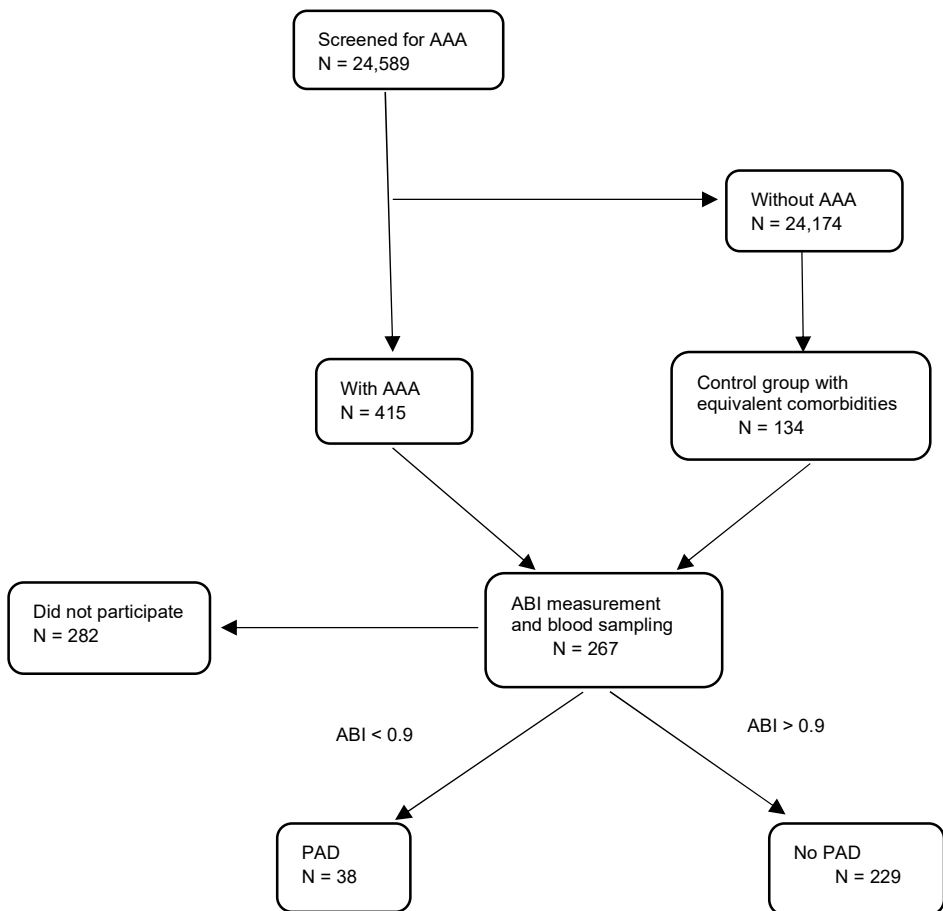 Screened for AAA
N = 24,589
Without AAA
N = 24,174
With AAA
N = 415
Control group with
equivalent comorbidities
N = 134
Did not participate
N = 282
ABI measurement
and blood sampling
N = 267
ABI < 0.9
ABI > 0.9
PAD
N = 38
No PAD
N = 229